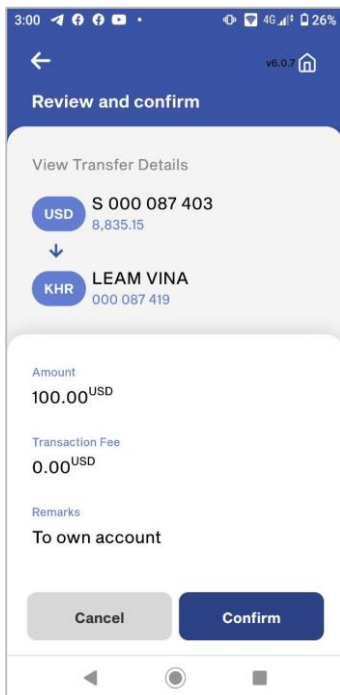 3:00
4G 26%
v6.0.7
Review and confirm
View Transfer Details
USD
S 000 087 403
8,835.15
KHR
LEAM VINA
000 087 419
Amount
100.00USD
Transaction Fee
0.00USD
Remarks
To own account
Cancel
Confirm